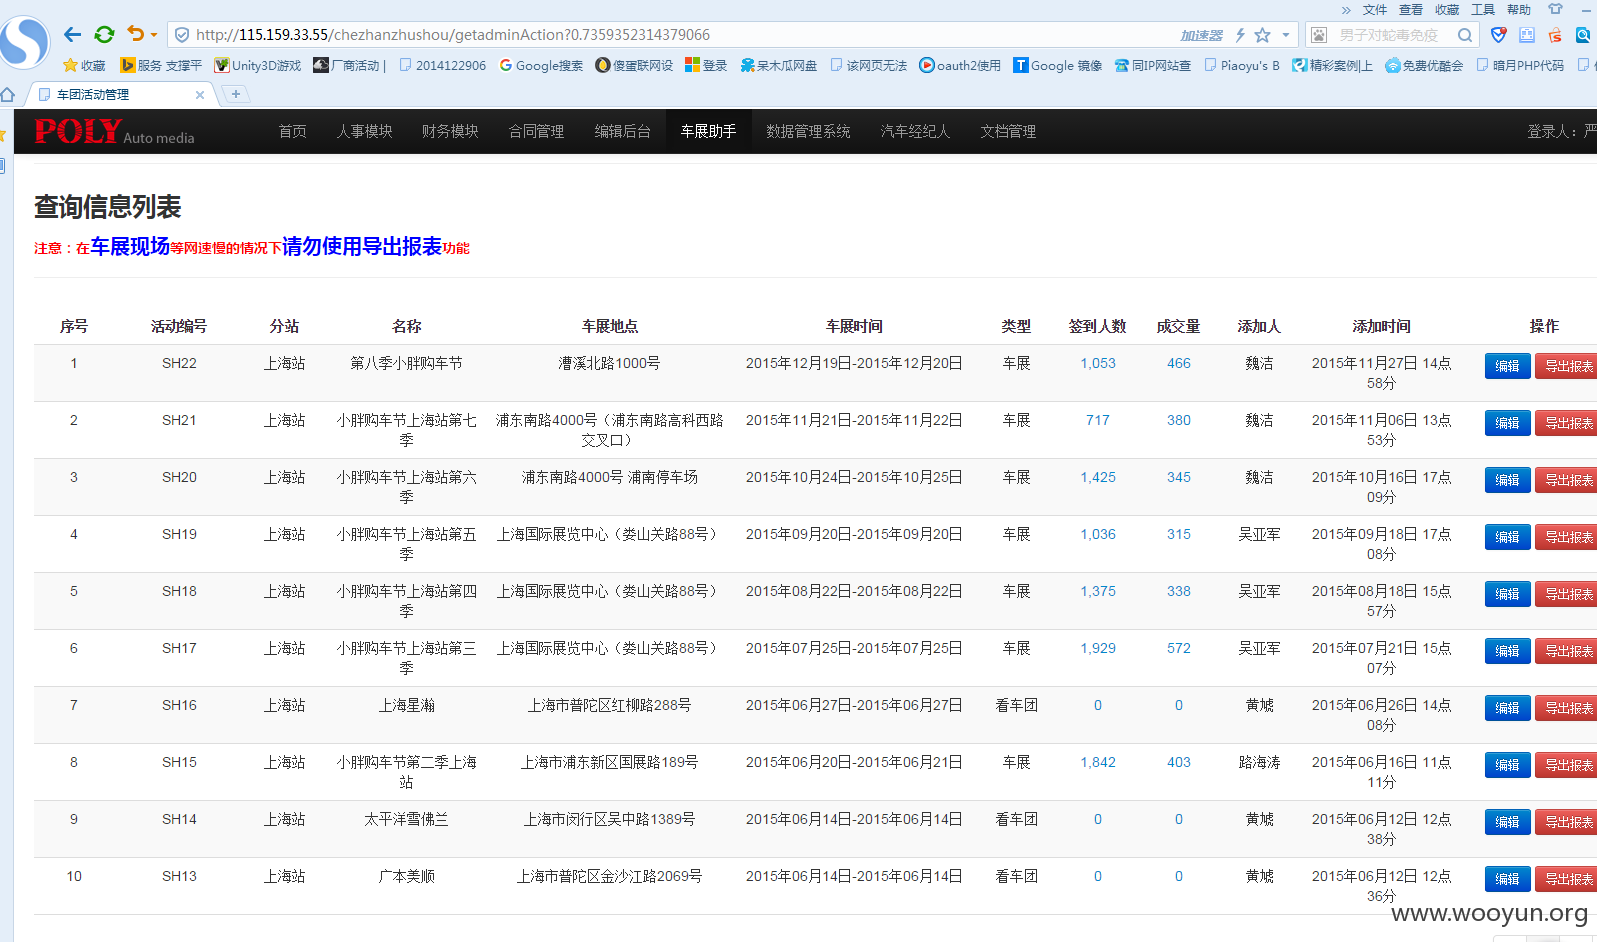 » 文件 查看 收藏 工具 帮助
http://115.159.33.55/chezhanzhushou/getadminAction?0.7359352314379066 加速器 男子对蛇毒免疫
收藏 服务 支撑平 Unity3D游戏 厂商活动 | 2014122906 Google搜索 傻蛋联网设 登录 呆木瓜网盘 该网页无法 oauth2使用 Google 镜像 同IP网站查 Piaoyu's B 精彩案例|上 免费优酷会 暗月PHP代码
车团活动管理
POLY Auto media 首页 人事模块 财务模块 合同管理 编辑后台 车展助手 数据管理系统 汽车经纪人 文档管理 登录人：严
查询信息列表
注意：在车展现场等网速慢的情况下请勿使用导出报表功能
序号 活动编号 分站 名称 车展地点 车展时间 类型 签到人数 成交量 添加人 添加时间 操作
1 SH22 上海站 第八季小胖购车节 漕溪北路1000号 2015年12月19日-2015年12月20日 车展 1,053 466 魏洁 2015年11月27日 14点 编辑 导出报表
58分
2 SH21 上海站 小胖购车节上海站第七 浦东南路4000号（浦东南路高科西路 2015年11月21日-2015年11月22日 车展 717 380 魏洁 2015年11月06日 13点 编辑 导出报表
季 交叉口） 53分
3 SH20 上海站 小胖购车节上海站第六 浦东南路4000号 浦南停车场 2015年10月24日-2015年10月25日 车展 1,425 345 魏洁 2015年10月16日 17点 编辑 导出报表
季 09分
4 SH19 上海站 小胖购车节上海站第五 上海国际展览中心（娄山关路88号） 2015年09月20日-2015年09月20日 车展 1,036 315 吴亚军 2015年09月18日 17点 编辑 导出报表
季 08分
5 SH18 上海站 小胖购车节上海站第四 上海国际展览中心（娄山关路88号） 2015年08月22日-2015年08月22日 车展 1,375 338 吴亚军 2015年08月18日 15点 编辑 导出报表
季 57分
6 SH17 上海站 小胖购车节上海站第三 上海国际展览中心（娄山关路88号） 2015年07月25日-2015年07月25日 车展 1,929 572 吴亚军 2015年07月21日 15点 编辑 导出报表
季 07分
7 SH16 上海站 上海星瀚 上海市普陀区红柳路288号 2015年06月27日-2015年06月27日 看车团 0 0 黄虓 2015年06月26日 14点 编辑 导出报表
08分
8 SH15 上海站 小胖购车节第二季上海 上海市浦东新区国展路189号 2015年06月20日-2015年06月21日 车展 1,842 403 路海涛 2015年06月16日 11点 编辑 导出报表
站 11分
9 SH14 上海站 太平洋雪佛兰 上海市闵行区吴中路1389号 2015年06月14日-2015年06月14日 看车团 0 0 黄虓 2015年06月12日 12点 编辑 导出报表
38分
10 SH13 上海站 广本美顺 上海市普陀区金沙江路2069号 2015年06月14日-2015年06月14日 看车团 0 0 黄虓 2015年06月12日 12点 编辑 导出报表
36分
www.wooyun.org